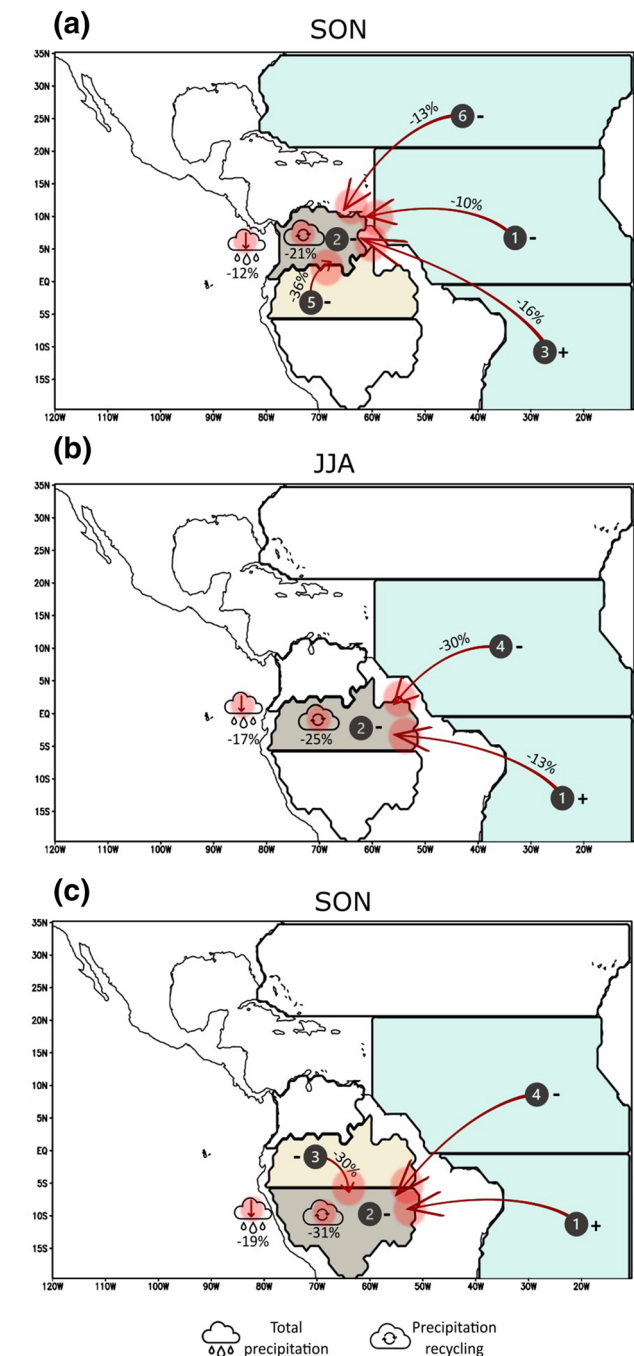 (a)
SON
35N
30N
25N
20N
15N
10N
5N
EQ
5S
10S
15S
120W 110W 100W 90W 80W 70W 60W 50W 40W 30W 20W
-13%
6 -
-10%
1 -
-16%
3 +
-21%
2 -
-12%
-36%
5 -
(b)
JJA
35N
30N
25N
20N
15N
10N
5N
EQ
5S
10S
15S
120W 110W 100W 90W 80W 70W 60W 50W 40W 30W 20W
-30%
4 -
-17%
-25%
2 -
-13%
1 +
(c)
SON
35N
30N
25N
20N
15N
10N
5N
EQ
5S
10S
15S
120W 110W 100W 90W 80W 70W 60W 50W 40W 30W 20W
4 -
- 3
-30%
-19%
-31%
2 -
1 +
Total
precipitation
Precipitation
recycling